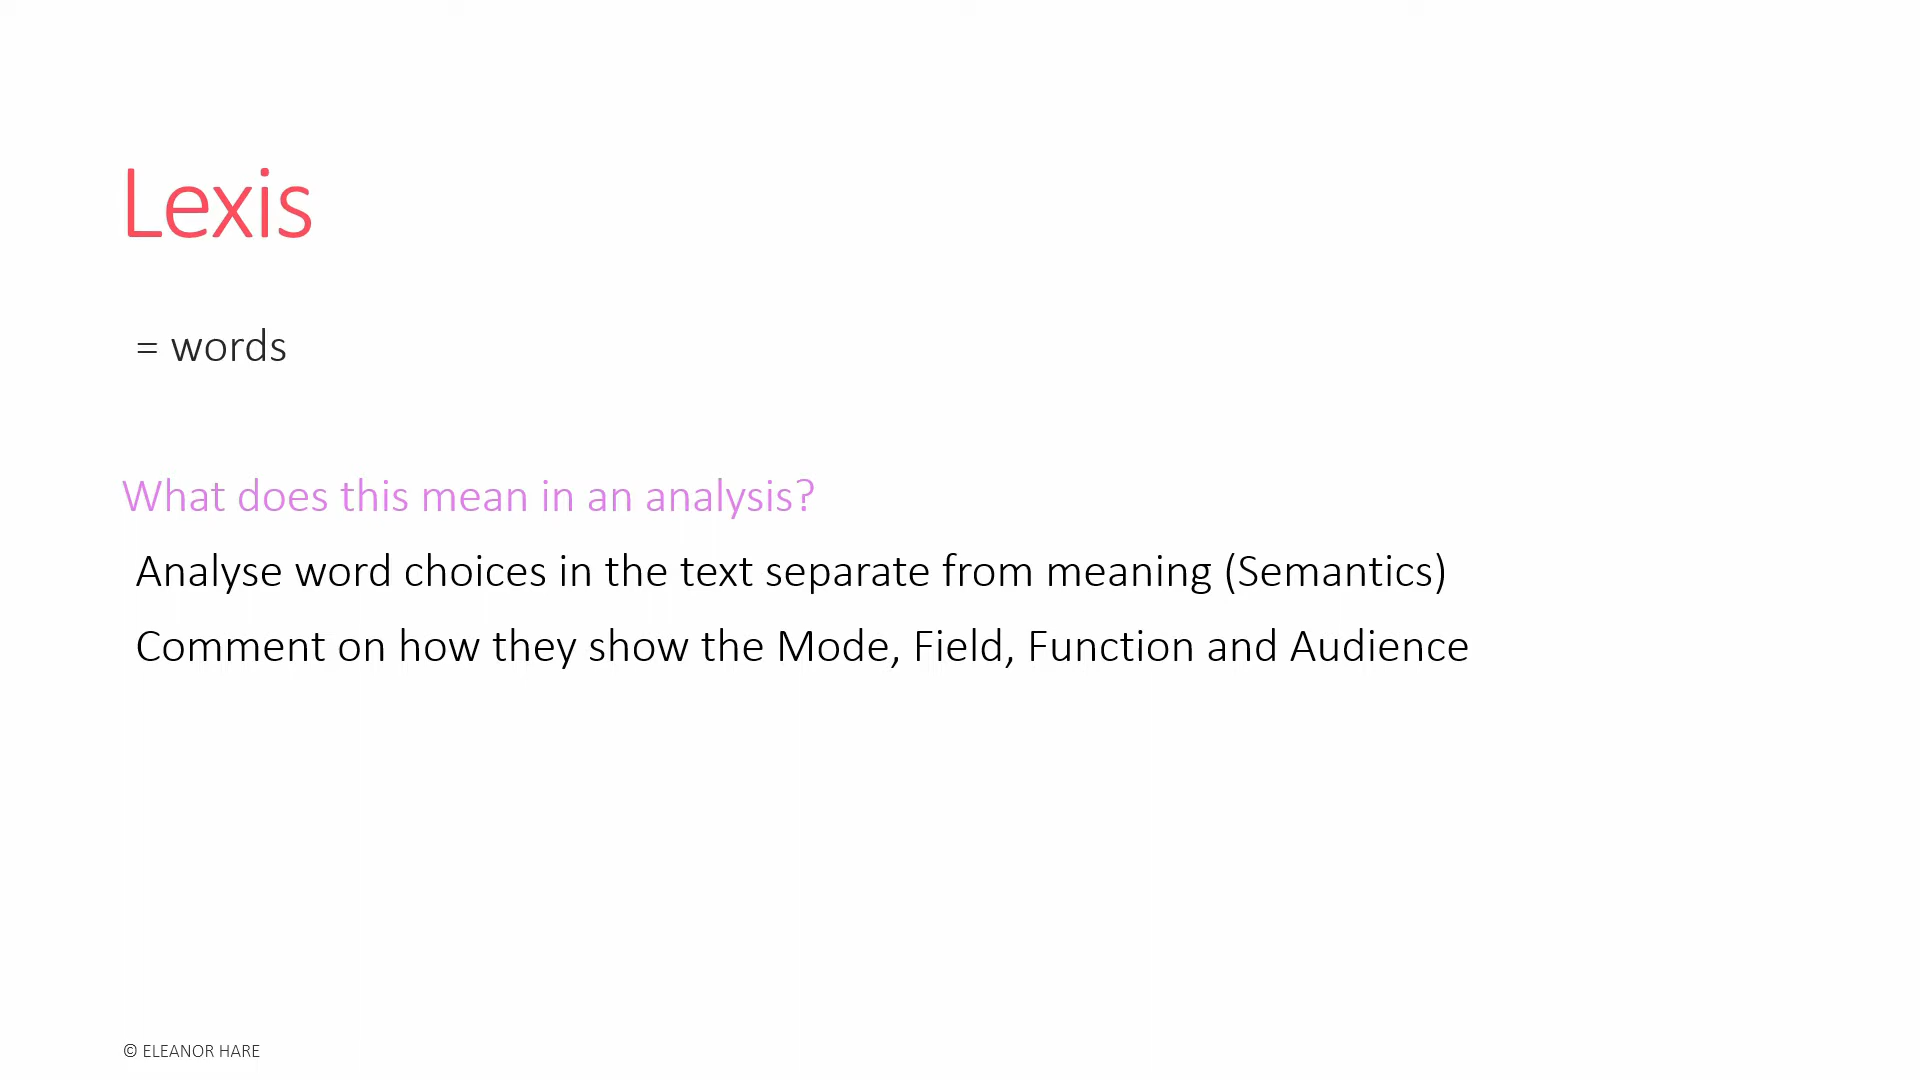 Lexis
= words
What does this mean in an analysis?
Analyse word choices in the text separate from meaning (Semantics)
Comment on how they show the Mode, Field, Function and Audience
© ELEANOR HARE